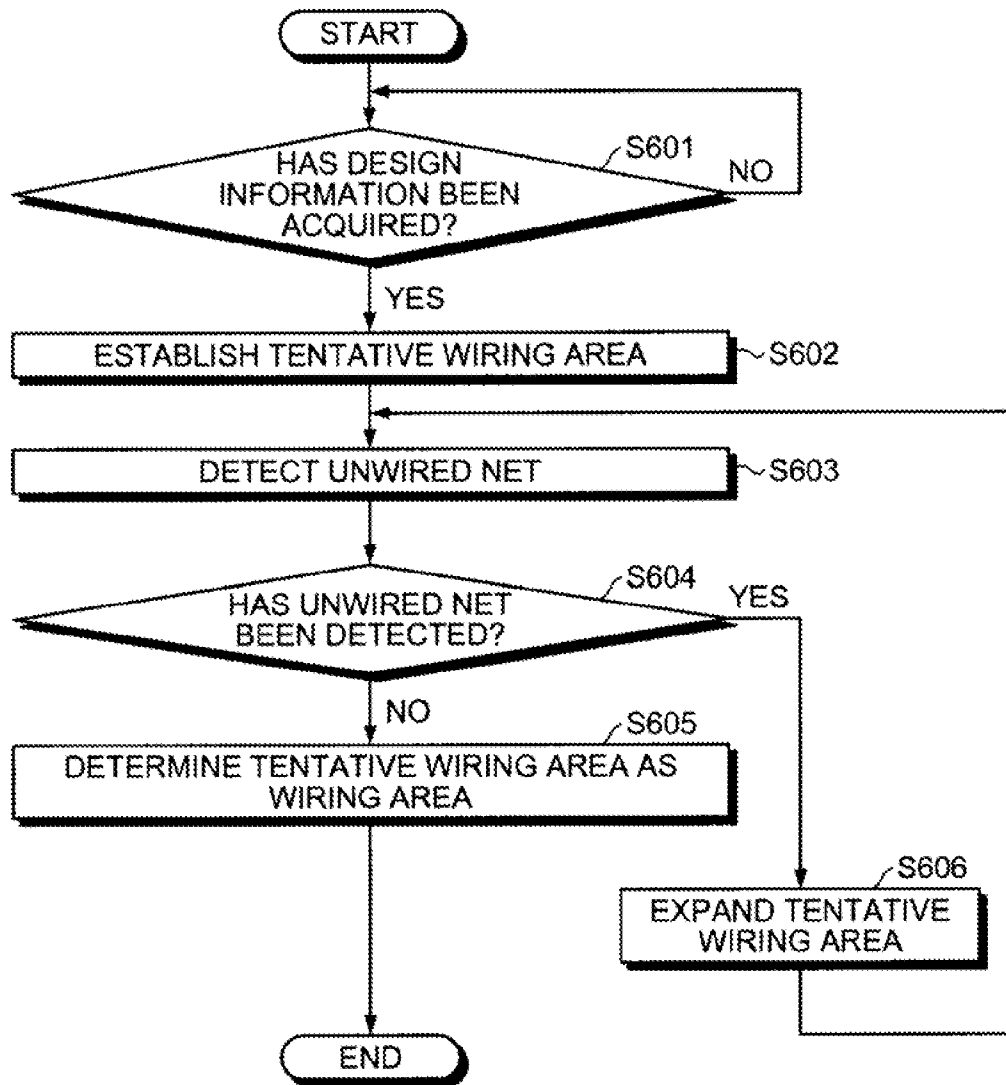 START
HAS DESIGN
INFORMATION BEEN
ACQUIRED?
S601
NO
YES
ESTABLISH TENTATIVE WIRING AREA
S602
DETECT UNWIRED NET
S603
HAS UNWIRED NET
BEEN DETECTED?
S604
YES
NO
S605
DETERMINE TENTATIVE WIRING AREA AS
WIRING AREA
S606
EXPAND TENTATIVE
WIRING AREA
END